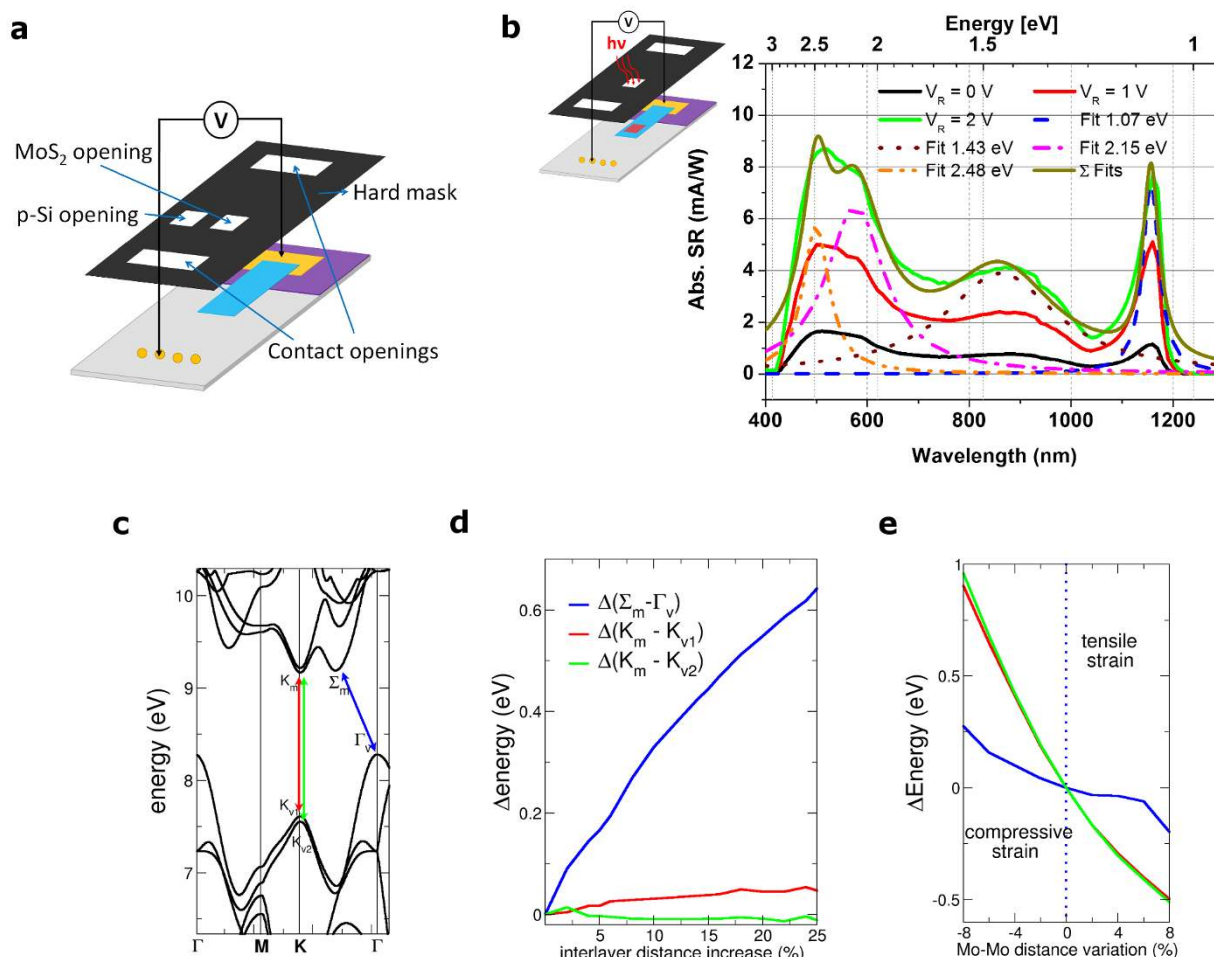 a
V
MoS2 opening
p-Si opening
Hard mask
Contact openings
b
V
hν
Energy [eV]
3 2.5 2 1.5 1
12
10
8
6
4
2
0
Abs. SR (mA/W)
VR = 0 V VR = 1 V
VR = 2 V Fit 1.07 eV
Fit 1.43 eV Fit 2.15 eV
Fit 2.48 eV Σ Fits
400 600 800 1000 1200
Wavelength (nm)
c
energy (eV)
10
9
8
7
Km
Σm
Γv
Kv1
Kv2
Γ M K Γ
d
Δenergy (eV)
0.6
0.4
0.2
0
Δ(Σm-Γv)
Δ(Km - Kv1)
Δ(Km - Kv2)
5 10 15 20 25
interlayer distance increase (%)
e
ΔEnergy (eV)
1
0.5
0
-0.5
tensile
strain
compressive
strain
-8 -4 0 4 8
Mo-Mo distance variation (%)